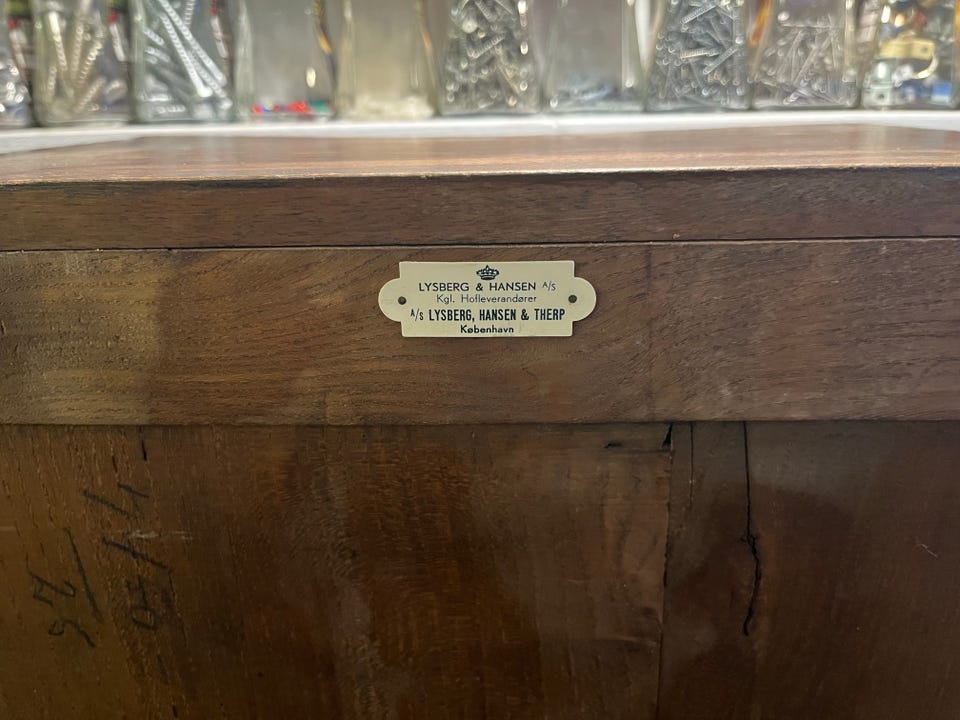 LYSBERG & HANSEN A/S
Kgl. Hofleverandører
A/S LYSBERG, HANSEN & THERP
København